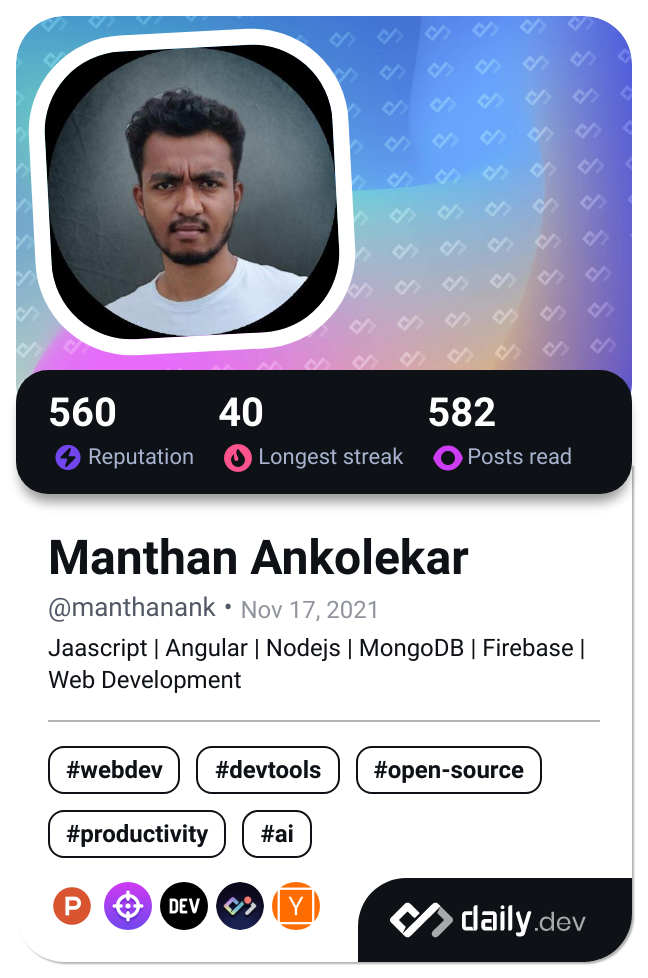 560 40 582
Reputation Longest streak Posts read
Manthan Ankolekar
@manthanank • Nov 17, 2021
Jaascript | Angular | Nodejs | MongoDB | Firebase |
Web Development
#webdev #devtools #open-source
#productivity #ai
P DEV Y
daily.dev